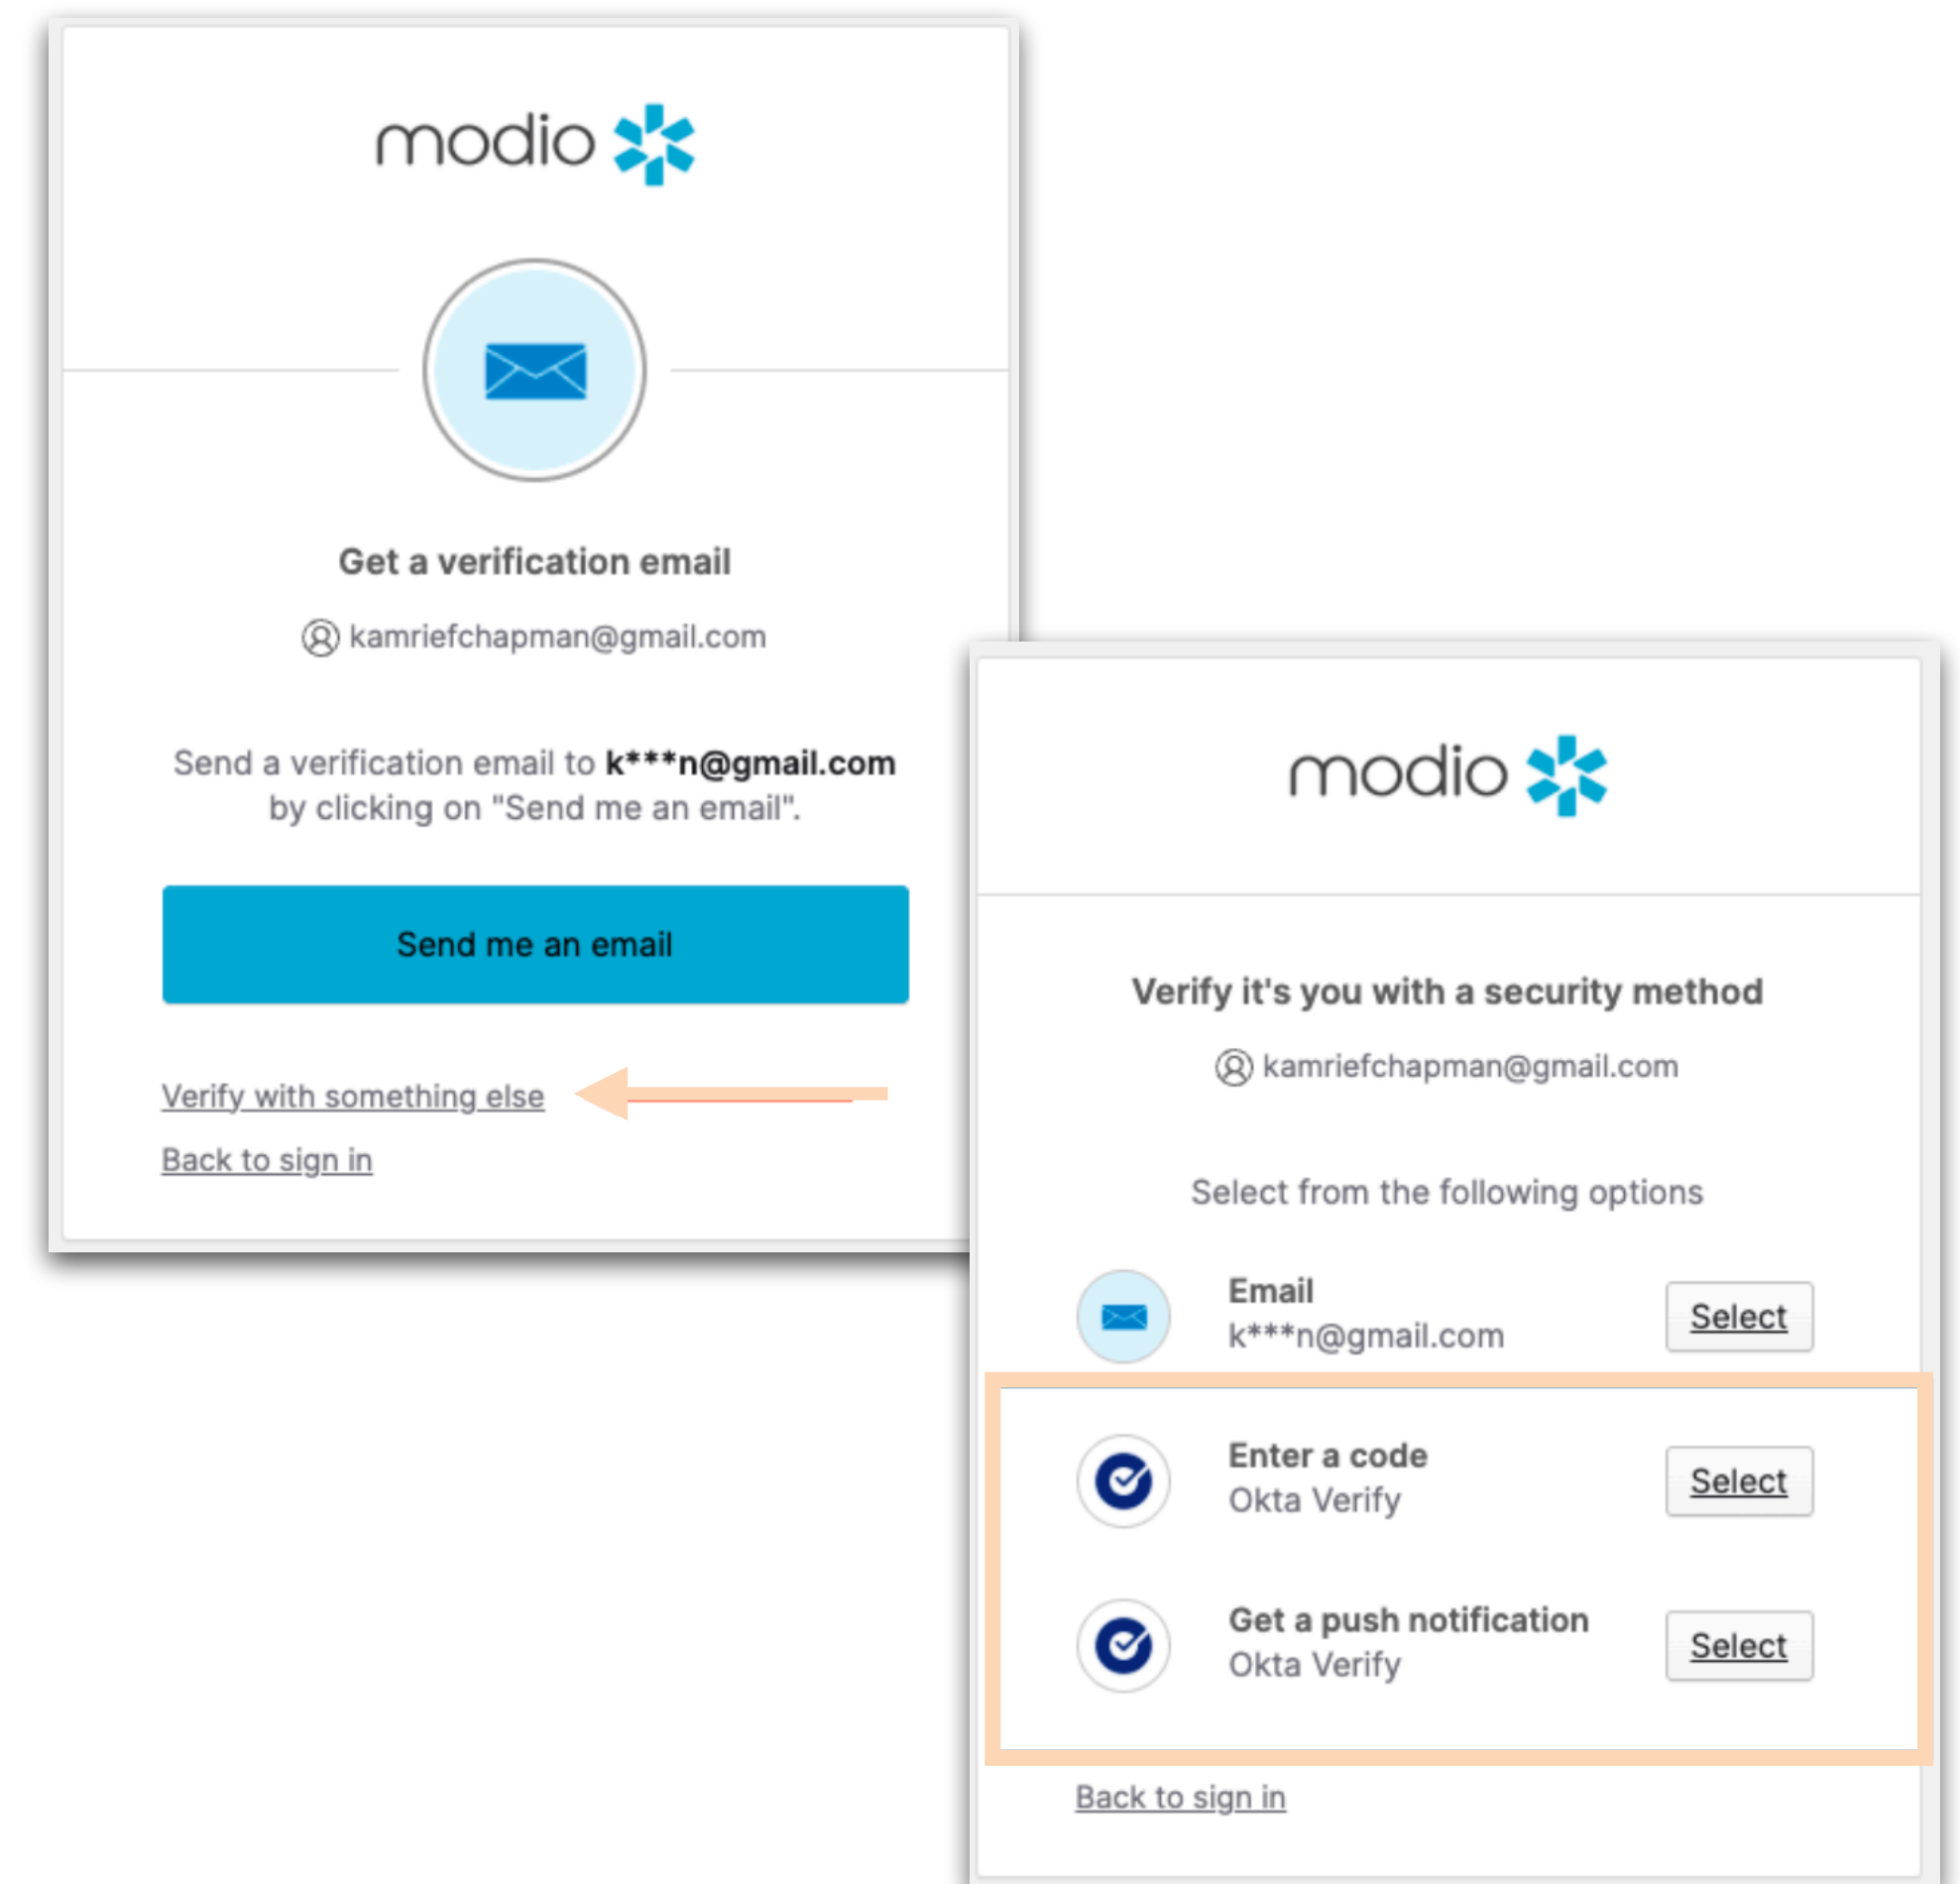 modio
Get a verification email
kamriefchapman@gmail.com
Send a verification email to k***n@gmail.com
by clicking on "Send me an email".
Send me an email
Verify with something else
Back to sign in
modio
Verify it's you with a security method
kamriefchapman@gmail.com
Select from the following options
Email
k***n@gmail.com
Select
Enter a code
Okta Verify
Select
Get a push notification
Okta Verify
Select
Back to sign in